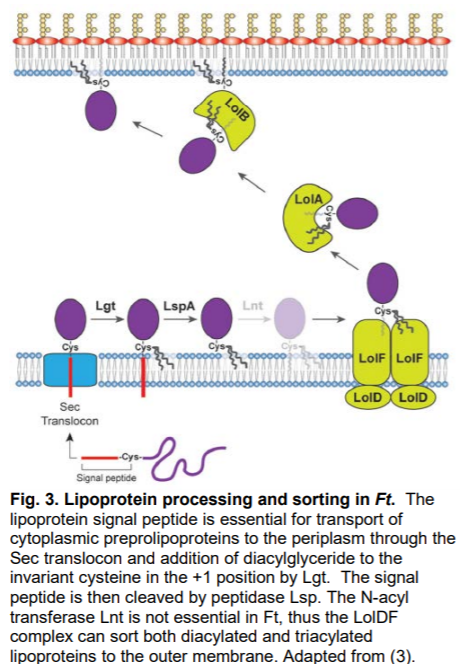 Cys
Cys
LolB
Cys
LolA
Cys
Cys
Lgt
LspA
Lnt
Cys
Cys
Cys
Cys
LolF
LolF
LolD
LolD
Sec
Translocon
-Cys-
Signal peptide
Fig. 3. Lipoprotein processing and sorting in Ft. The
lipoprotein signal peptide is essential for transport of
cytoplasmic preprolipoproteins to the periplasm through the
Sec translocon and addition of diacylglyceride to the
invariant cysteine in the +1 position by Lgt. The signal
peptide is then cleaved by peptidase Lsp. The N-acyl
transferase Lnt is not essential in Ft, thus the LolDF
complex can sort both diacylated and triacylated
lipoproteins to the outer membrane. Adapted from (3).